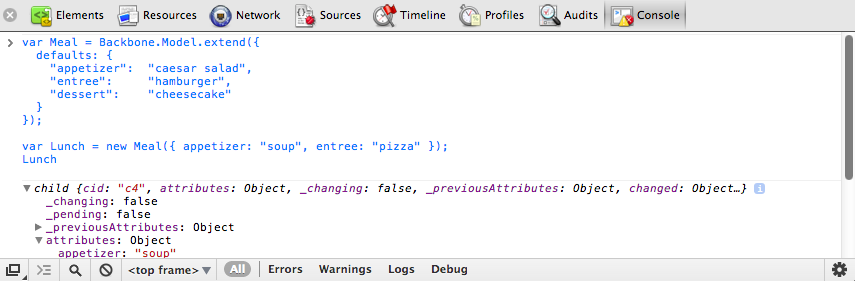 Elements Resources Network Sources Timeline Profiles Audits Console
> var Meal = Backbone.Model.extend({
defaults: {
"appetizer": "caesar salad",
"entree": "hamburger",
"dessert": "cheesecake"
}
});
var Lunch = new Meal({ appetizer: "soup", entree: "pizza" });
Lunch
▼child {cid: "c4", attributes: Object, _changing: false, _previousAttributes: Object, changed: Object…} i
_changing: false
_pending: false
▶_previousAttributes: Object
▼attributes: Object
appetizer: "soup"
<top frame> ▼ All Errors Warnings Logs Debug